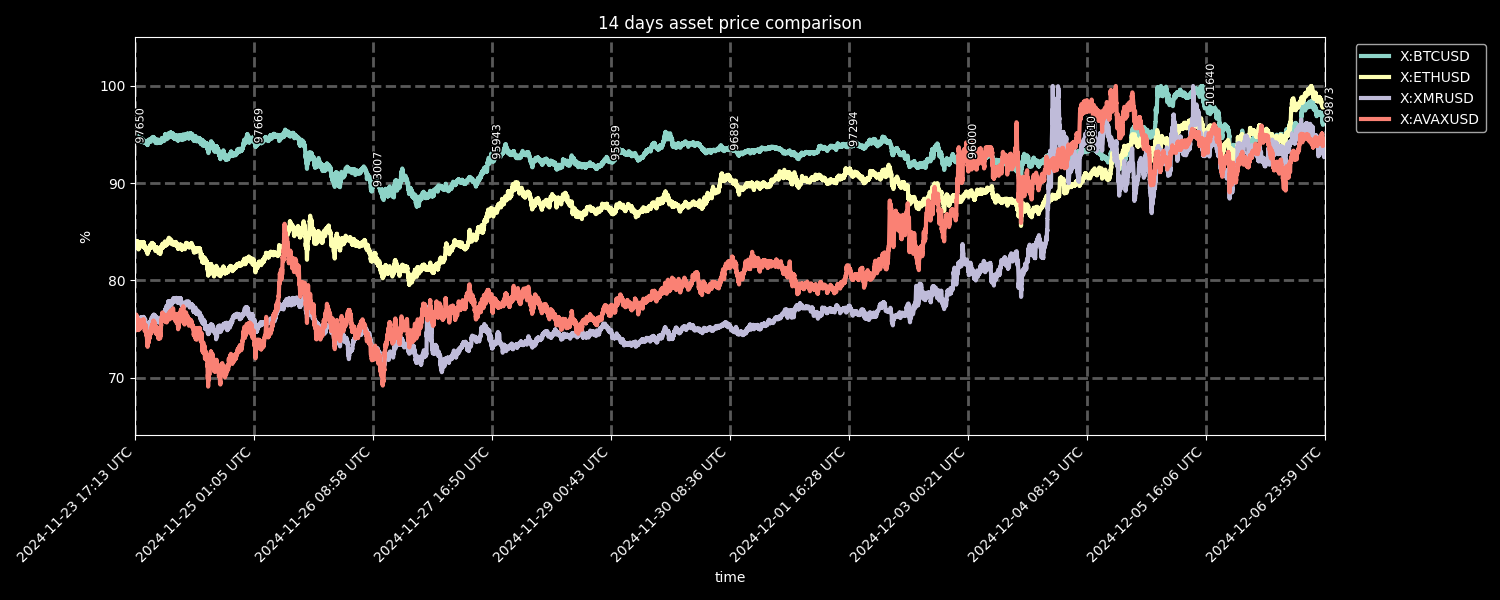 14 days asset price comparison
X:BTCUSD
X:ETHUSD
X:XMRUSD
X:AVAXUSD
100
90
80
70
%
97650
97669
93007
95943
95839
96892
97294
96000
96810
101640
99873
2024-11-23 17:13 UTC
2024-11-25 01:05 UTC
2024-11-26 08:58 UTC
2024-11-27 16:50 UTC
2024-11-29 00:43 UTC
2024-11-30 08:36 UTC
2024-12-01 16:28 UTC
2024-12-03 00:21 UTC
2024-12-04 08:13 UTC
2024-12-05 16:06 UTC
2024-12-06 23:59 UTC
time